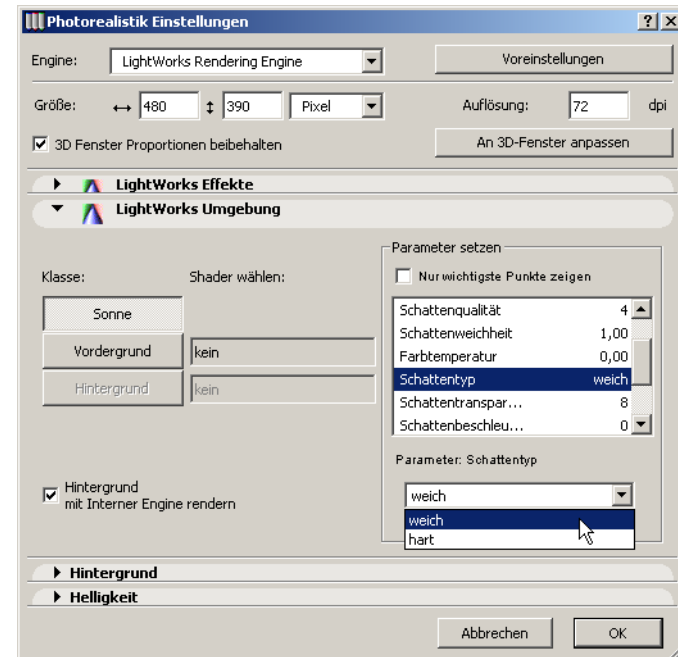 Photorealistik Einstellungen
Engine: LightWorks Rendering Engine Voreinstellungen
Größe: 480 390 Pixel Auflösung: 72 dpi
3D Fenster Proportionen beibehalten An 3D-Fenster anpassen
LightWorks Effekte
LightWorks Umgebung
Parameter setzen
Klasse: Shader wählen: Nur wichtigste Punkte zeigen
Sonne
Vordergrund kein
Hintergrund kein
Schattenqualität 4
Schattenweichheit 1,00
Farbtemperatur 0,00
Schattentyp weich
Schattentranspar... 8
Schattenbeschleu... 0
Parameter: Schattentyp
Hintergrund
mit Interner Engine rendern
weich
weich
hart
Hintergrund
Helligkeit
Abbrechen OK